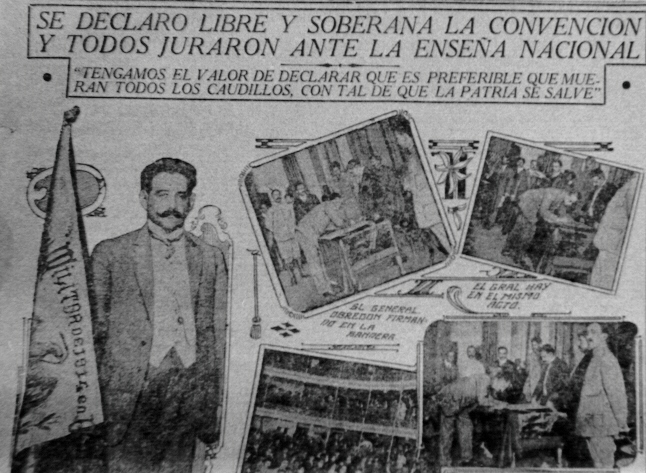 SE DECLARO LIBRE Y SOBERANA LA CONVENCION
Y TODOS JURARON ANTE LA ENSEÑA NACIONAL
"TENGAMOS EL VALOR DE DECLARAR QUE ES PREFERIBLE QUE MUE-
RAN TODOS LOS CAUDILLOS, CON TAL DE QUE LA PATRIA SE SALVE"
EL GENERAL
OBREGON FIRMAN-
DO EN LA
BANDERA
EL GRAL HAY
EN EL MISMO
ACTO.